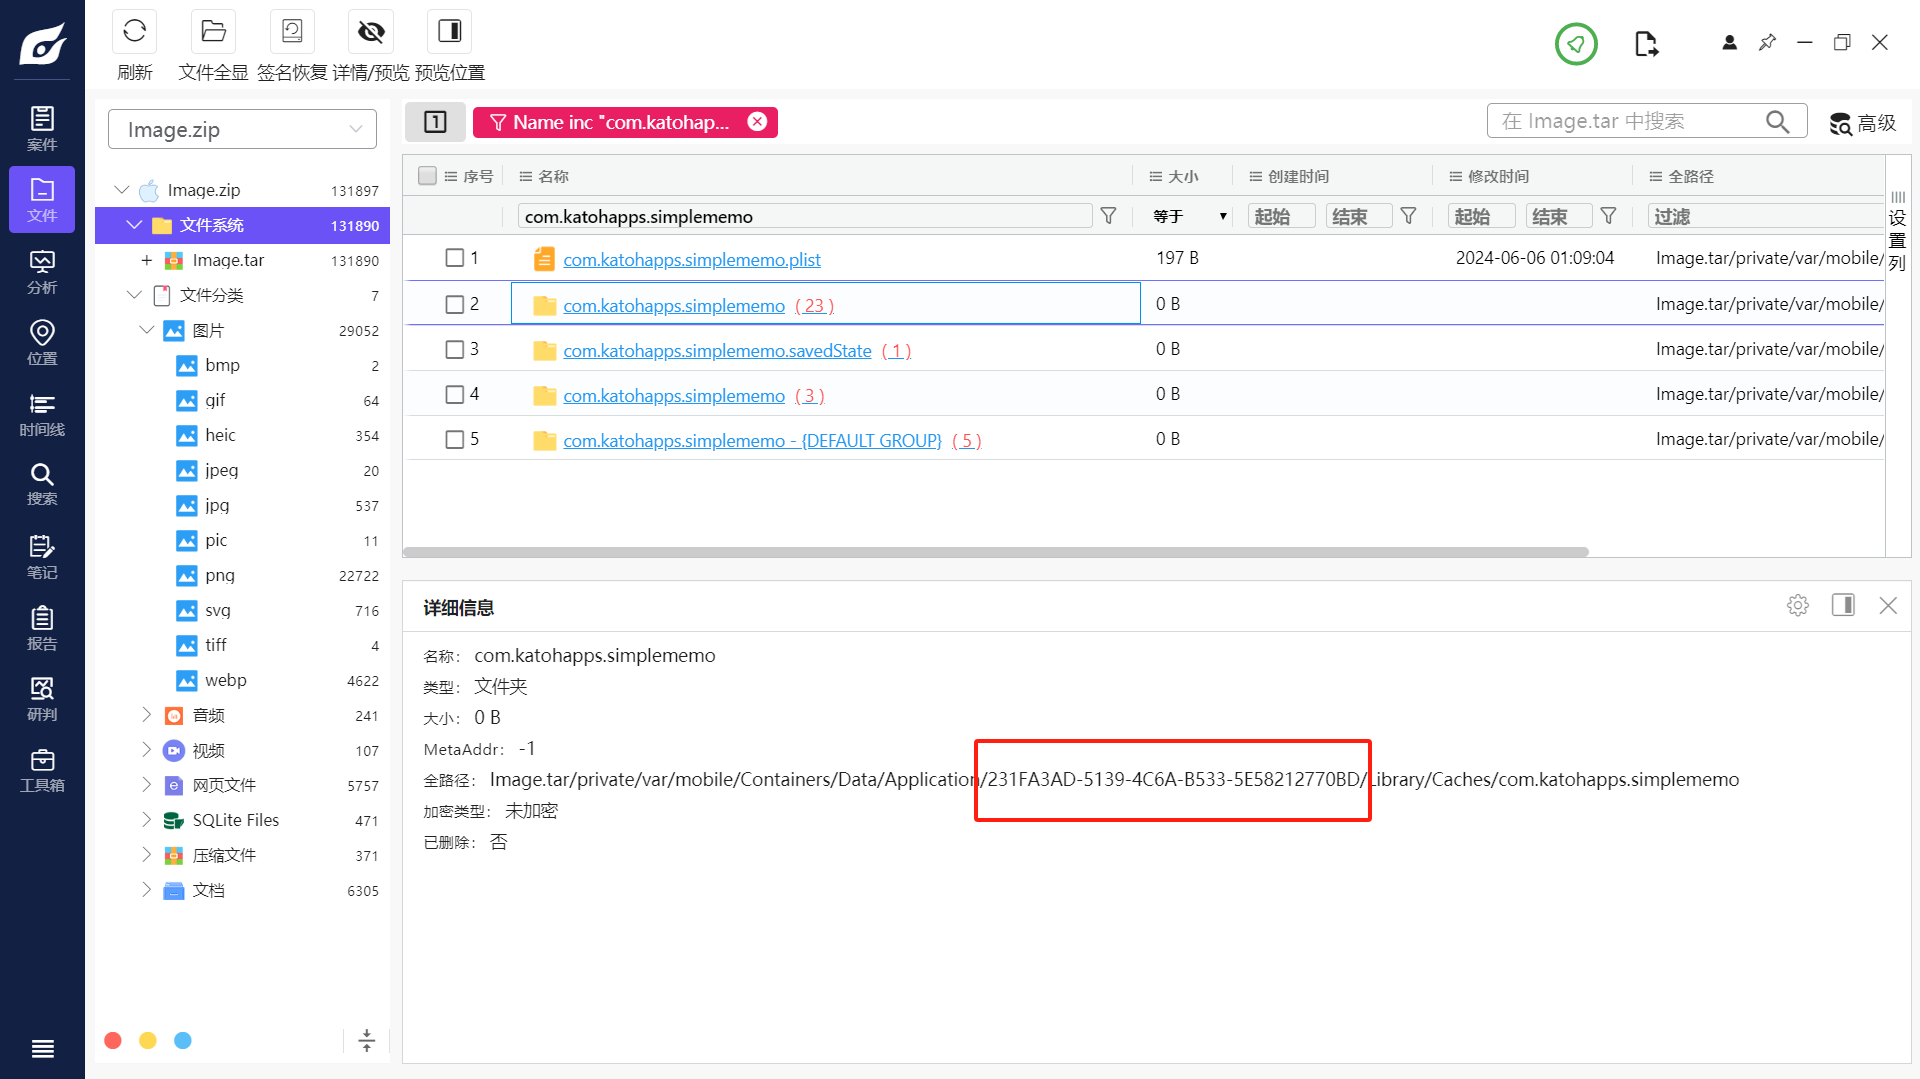 刷新
文件全显
签名恢复
详情/预览
预览位置
案件
文件
分析
位置
时间线
搜索
笔记
报告
研判
工具箱
Image.zip
Image.zip 131897
文件系统 131890
Image.tar 131890
文件分类 7
图片 29052
bmp 2
gif 64
heic 354
jpeg 20
jpg 537
pic 11
png 22722
svg 716
tiff 4
webp 4622
音频 241
视频 107
网页文件 5757
SQLite Files 471
压缩文件 371
文档 6305
1
Name inc "com.katohap...
在 Image.tar 中搜索
高级
序号 名称 大小 创建时间 修改时间 全路径
com.katohapps.simplememo 等于 起始 结束 起始 结束 过滤
1 com.katohapps.simplememo.plist 197 B 2024-06-06 01:09:04 Image.tar/private/var/mobile/
2 com.katohapps.simplememo ( 23 ) 0 B Image.tar/private/var/mobile/
3 com.katohapps.simplememo.savedState ( 1 ) 0 B Image.tar/private/var/mobile/
4 com.katohapps.simplememo ( 3 ) 0 B Image.tar/private/var/mobile/
5 com.katohapps.simplememo - {DEFAULT GROUP} ( 5 ) 0 B Image.tar/private/var/mobile/
设置列
详细信息
名称: com.katohapps.simplememo
类型: 文件夹
大小: 0 B
MetaAddr: -1
全路径: Image.tar/private/var/mobile/Containers/Data/Application/231FA3AD-5139-4C6A-B533-5E58212770BD/Library/Caches/com.katohapps.simplememo
加密类型: 未加密
已删除: 否